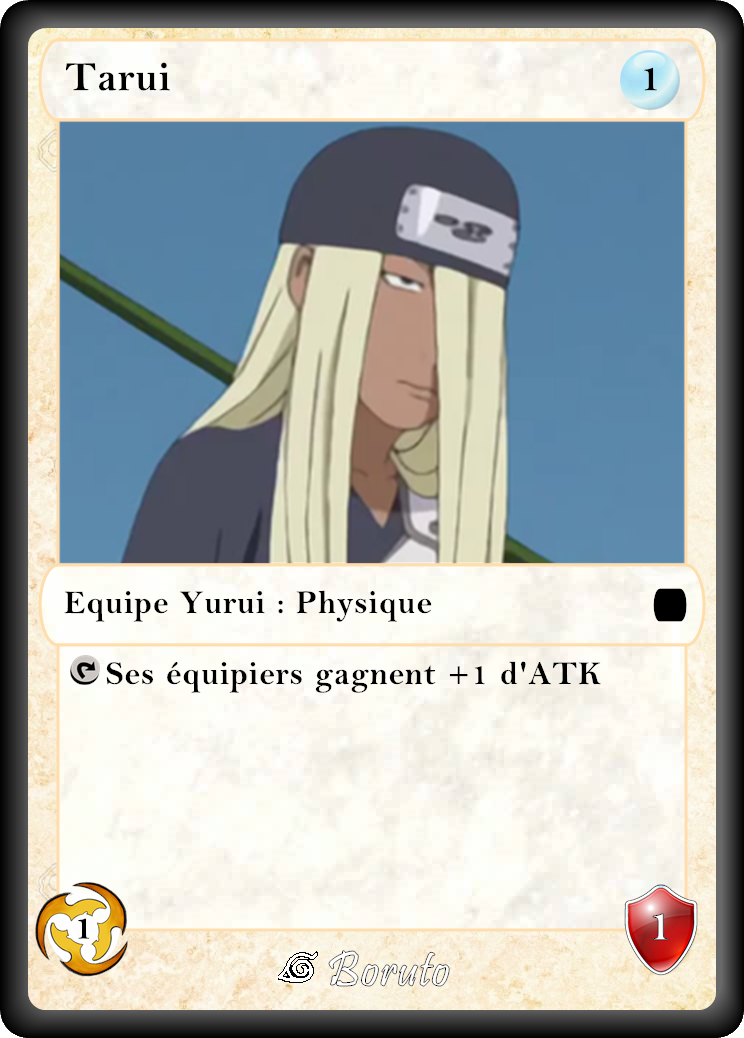 Tarui
1
Equipe Yurui : Physique
Ses équipiers gagnent +1 d'ATK
1
1
Boruto